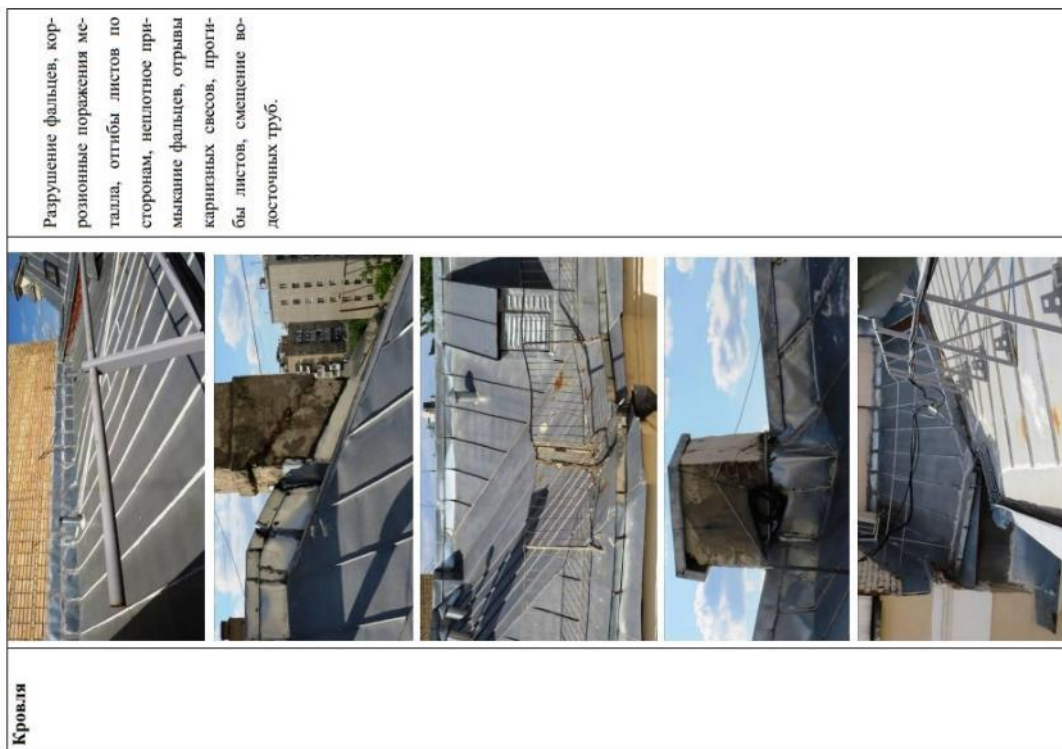 Кровля
Разрушение фальцев, кор-
розионные поражения ме-
талла, отгибы листов по
сторонам, неплотное при-
мыкание фальцев, отрывы
карнизных свесов, проги-
бы листов, смещение во-
досточных труб.